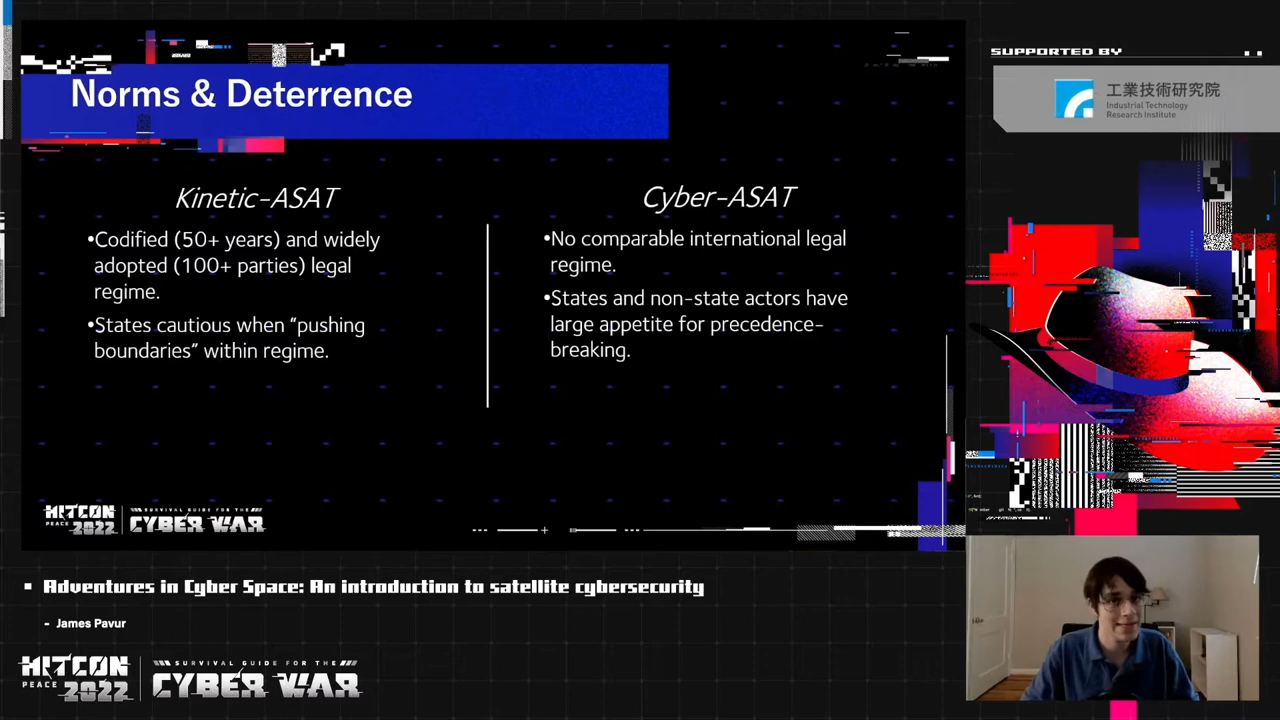 Norms & Deterrence
Kinetic-ASAT
•Codified (50+ years) and widely
adopted (100+ parties) legal
regime.
•States cautious when “pushing
boundaries” within regime.
Cyber-ASAT
•No comparable international legal
regime.
•States and non-state actors have
large appetite for precedence-
breaking.
HITCON
PEACE 2022
SURVIVAL GUIDE FOR THE
CYBER WAR
SUPPORTED BY
工業技術研究院
Industrial Technology
Research Institute
Adventures in Cyber Space: An introduction to satellite cybersecurity
- James Pavur
HITCON
PEACE 2022
SURVIVAL GUIDE FOR THE
CYBER WAR